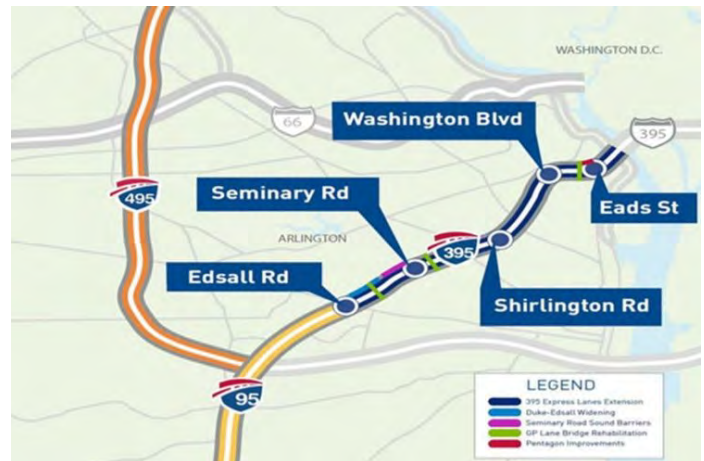 WASHINGTON D.C.
66
395
Washington Blvd
495
Seminary Rd
Eads St
ARLINGTON
395
Edsall Rd
Shirlington Rd
95
LEGEND
395 Express Lanes Extension
Duke-Edsall Widening
Seminary Road Sound Barriers
GP Lane Bridge Rehabilitation
Pentagon Improvements